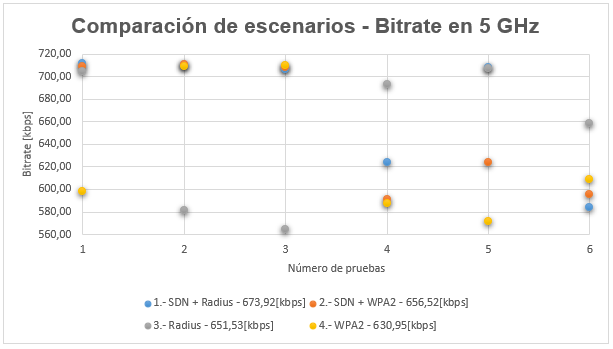 Comparación de escenarios - Bitrate en 5 GHz
720,00
700,00
680,00
660,00
640,00
620,00
600,00
580,00
560,00
Bitrate [kbps]
1 2 3 4 5 6
Número de pruebas
1.- SDN + Radius - 673,92[kbps] 2.- SDN + WPA2 - 656,52[kbps]
3.- Radius - 651,53[kbps] 4.- WPA2 - 630,95[kbps]